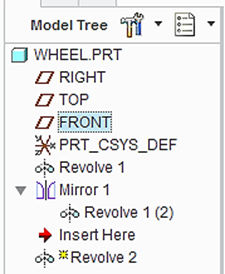 Model Tree
WHEEL.PRT
RIGHT
TOP
FRONT
PRT_CSYS_DEF
Revolve 1
Mirror 1
Revolve 1 (2)
Insert Here
Revolve 2